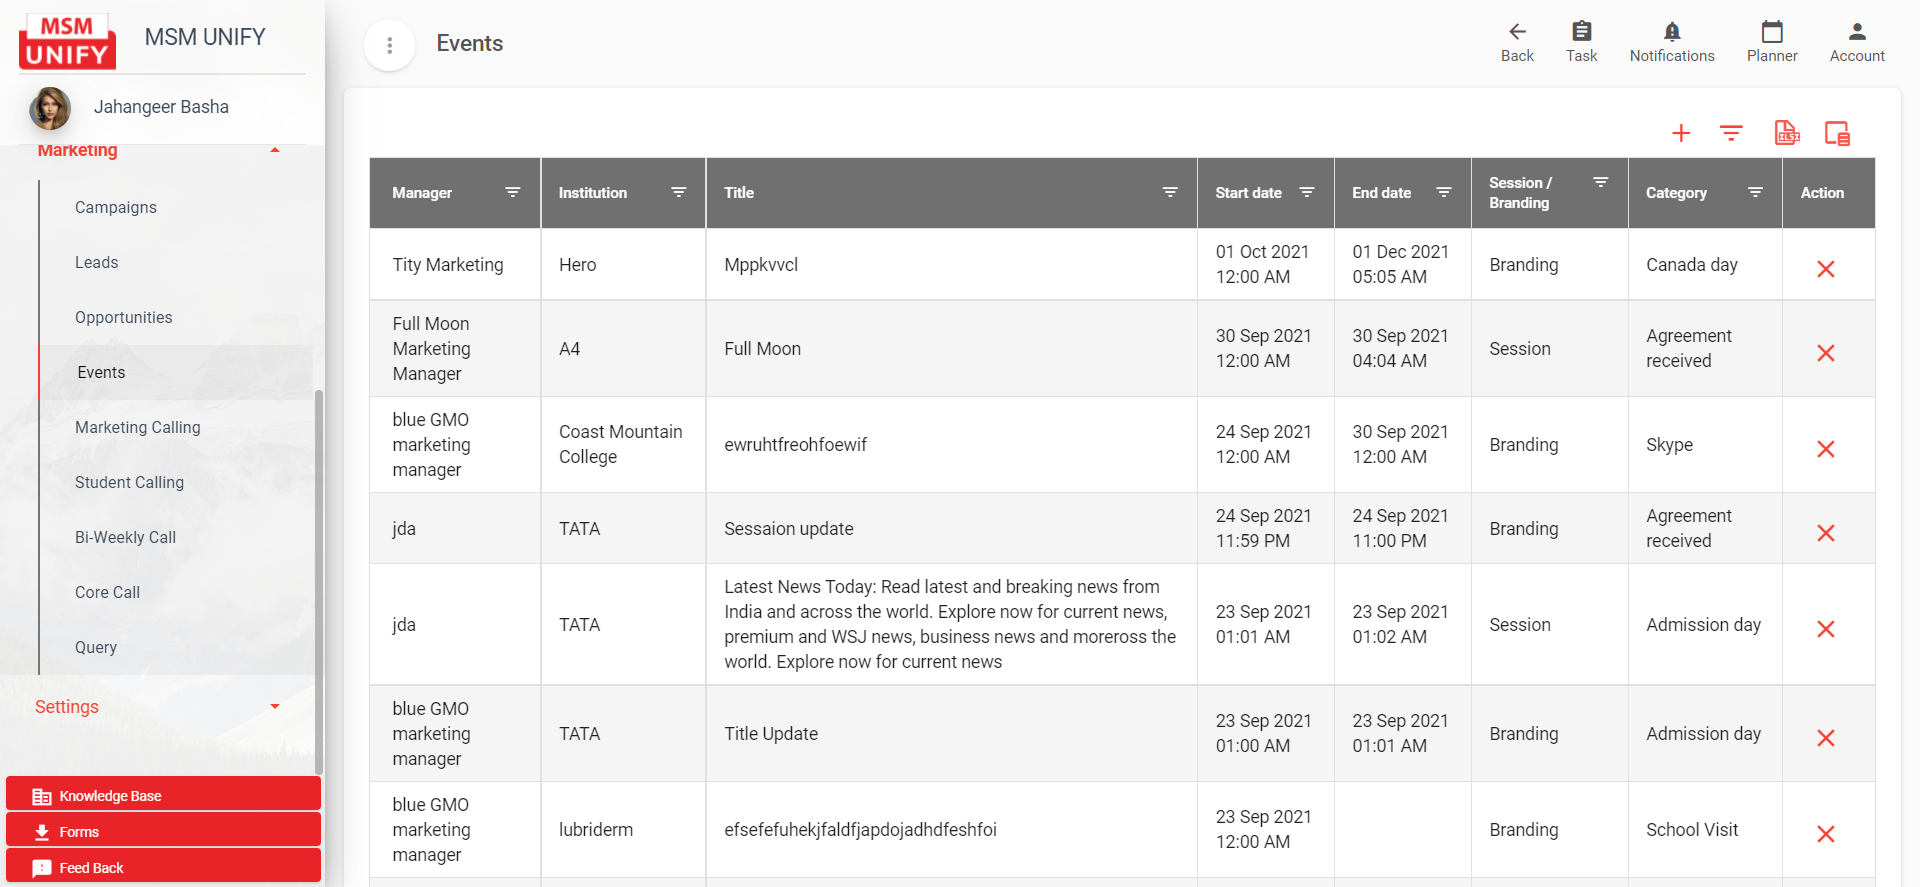 MSM
UNIFY
MSM UNIFY
Jahangeer Basha
Marketing
Campaigns
Leads
Opportunities
Events
Marketing Calling
Student Calling
Bi-Weekly Call
Core Call
Query
Settings
Knowledge Base
Forms
Feed Back
Events
Back
Task
Notifications
Planner
Account
XLSX
Manager
Institution
Title
Start date
End date
Session /
Branding
Category
Action
Tity Marketing
Hero
Mppkvvcl
01 Oct 2021
12:00 AM
01 Dec 2021
05:05 AM
Branding
Canada day
Full Moon
Marketing
Manager
A4
Full Moon
30 Sep 2021
12:00 AM
30 Sep 2021
04:04 AM
Session
Agreement
received
blue GMO
marketing
manager
Coast Mountain
College
ewruhtfreohfoewif
24 Sep 2021
12:00 AM
30 Sep 2021
12:00 AM
Branding
Skype
jda
TATA
Sessaion update
24 Sep 2021
11:59 PM
24 Sep 2021
11:00 PM
Branding
Agreement
received
jda
TATA
Latest News Today: Read latest and breaking news from
India and across the world. Explore now for current news,
premium and WSJ news, business news and moreross the
world. Explore now for current news
23 Sep 2021
01:01 AM
23 Sep 2021
01:02 AM
Session
Admission day
blue GMO
marketing
manager
TATA
Title Update
23 Sep 2021
01:00 AM
23 Sep 2021
01:01 AM
Branding
Admission day
blue GMO
marketing
manager
lubriderm
efsefefuhekjfaldfjapdojadhdfeshfoi
23 Sep 2021
12:00 AM
Branding
School Visit